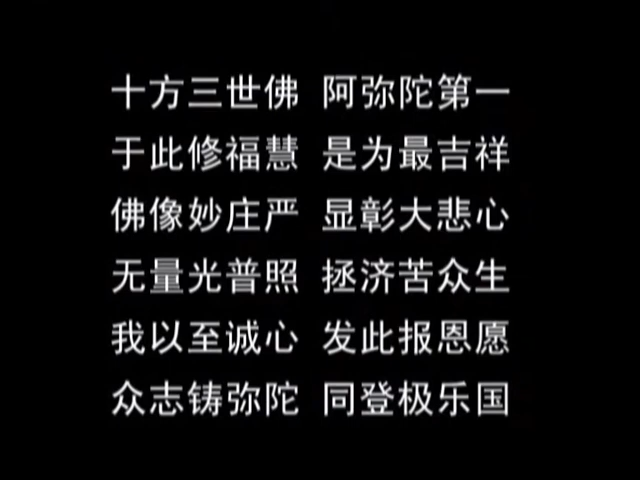 十方三世佛 阿弥陀第一
于此修福慧 是为最吉祥
佛像妙庄严 显彰大悲心
无量光普照 拯济苦众生
我以至诚心 发此报恩愿
众志铸弥陀 同登极乐国